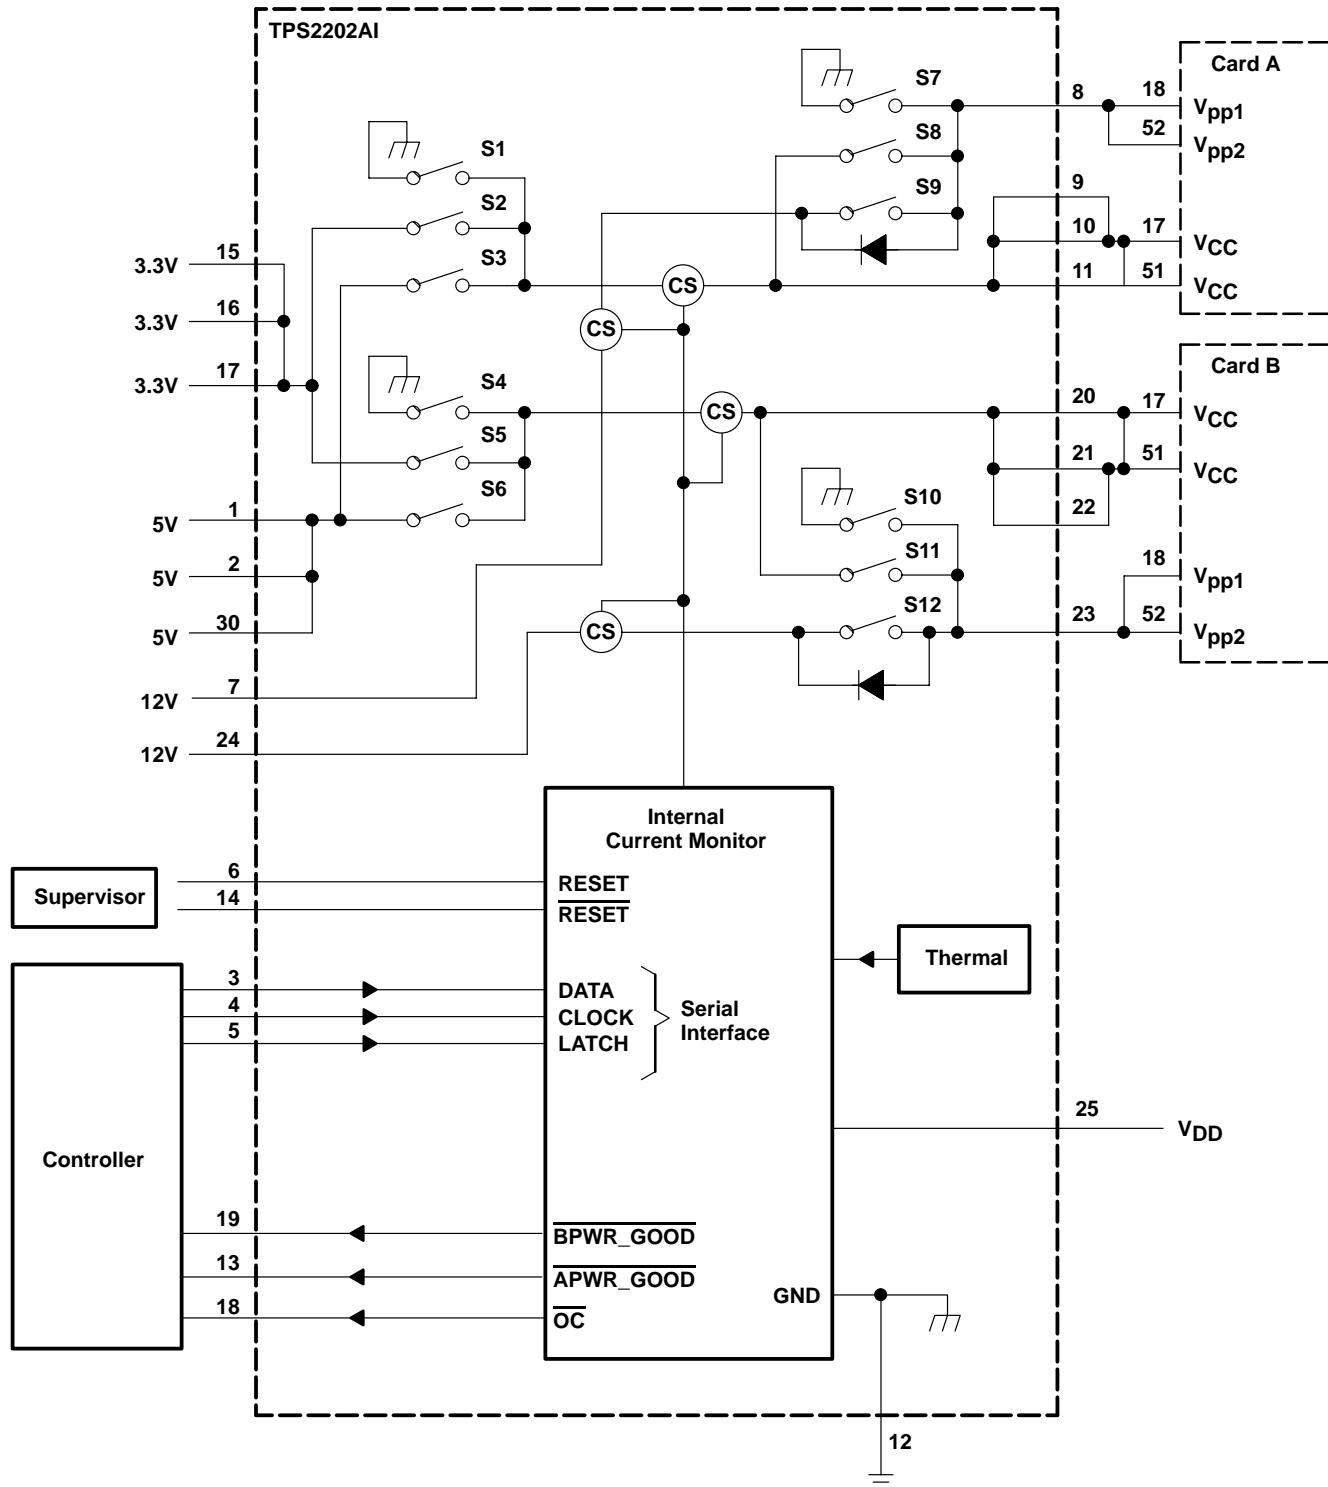 TPS2202AI
Card A
S7
8
18
Vpp1
52
Vpp2
S8
S1
S9
9
S2
10
17
VCC
15
3.3V
S3
11
51
VCC
CS
16
3.3V
CS
17
3.3V
Card B
S4
20
17
VCC
CS
S5
21
51
VCC
S6
22
1
5V
S10
2
5V
S11
18
Vpp1
30
5V
S12
CS
23
52
Vpp2
7
12V
24
12V
Internal
Current Monitor
Supervisor
6
RESET
14
RESET
Thermal
3
DATA
4
CLOCK
5
LATCH
Serial
Interface
25
VDD
Controller
19
BPWR_GOOD
13
APWR_GOOD
18
OC
GND
12